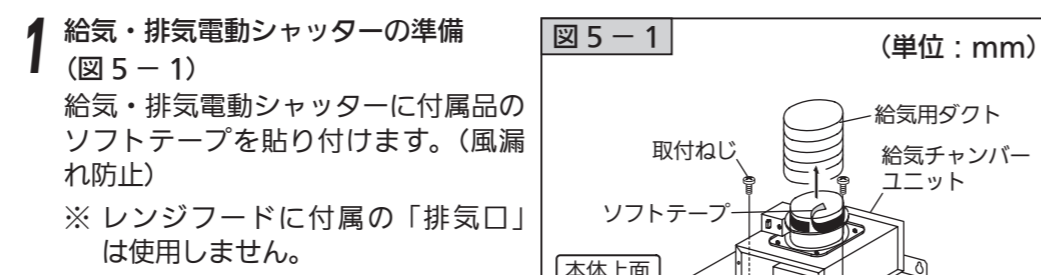 1 給気・排気電動シャッターの準備
（図5－1）
給気・排気電動シャッターに付属品の
ソフトテープを貼り付けます。（風漏
れ防止）
※ レンジフードに付属の「排気口」
は使用しません。
図5－1
（単位：mm）
給気用ダクト
取付ねじ
給気チャンバー
ユニット
ソフトテープ
本体上面